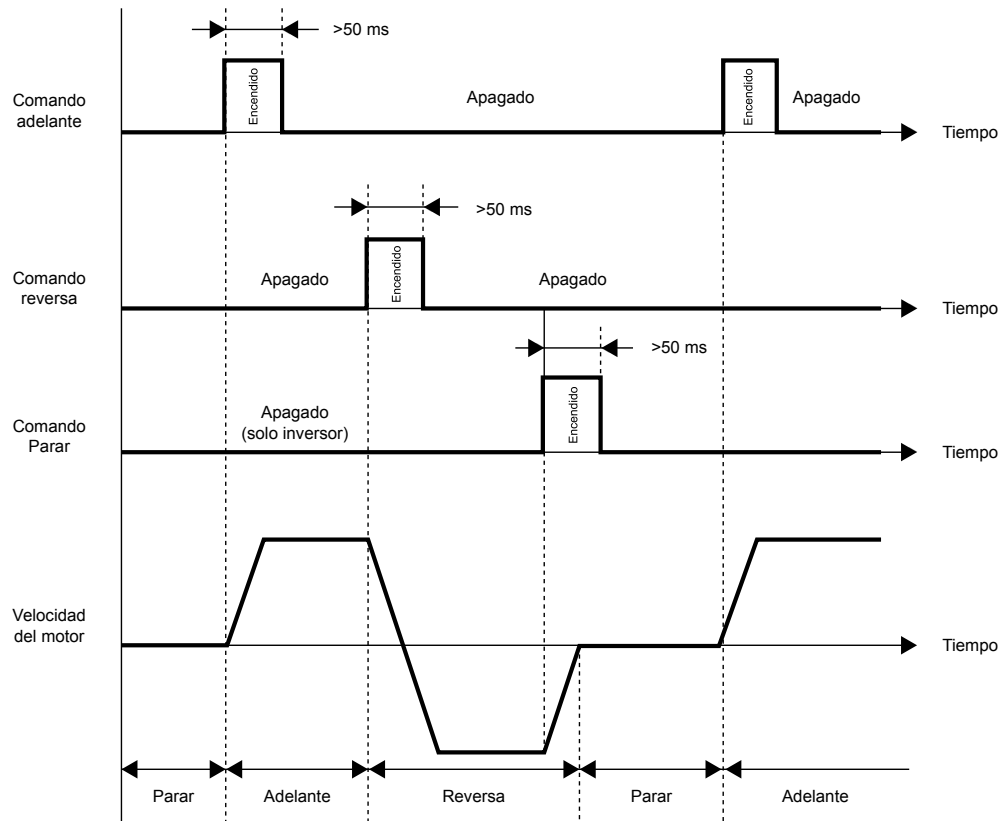 >50 ms
Comando
adelante
Encendido
Apagado
Encendido
Apagado
Tiempo
>50 ms
Comando
reversa
Apagado
Encendido
Apagado
Tiempo
>50 ms
Comando
Parar
Apagado
(solo inversor)
Encendido
Tiempo
Velocidad
del motor
Tiempo
Parar
Adelante
Reversa
Parar
Adelante